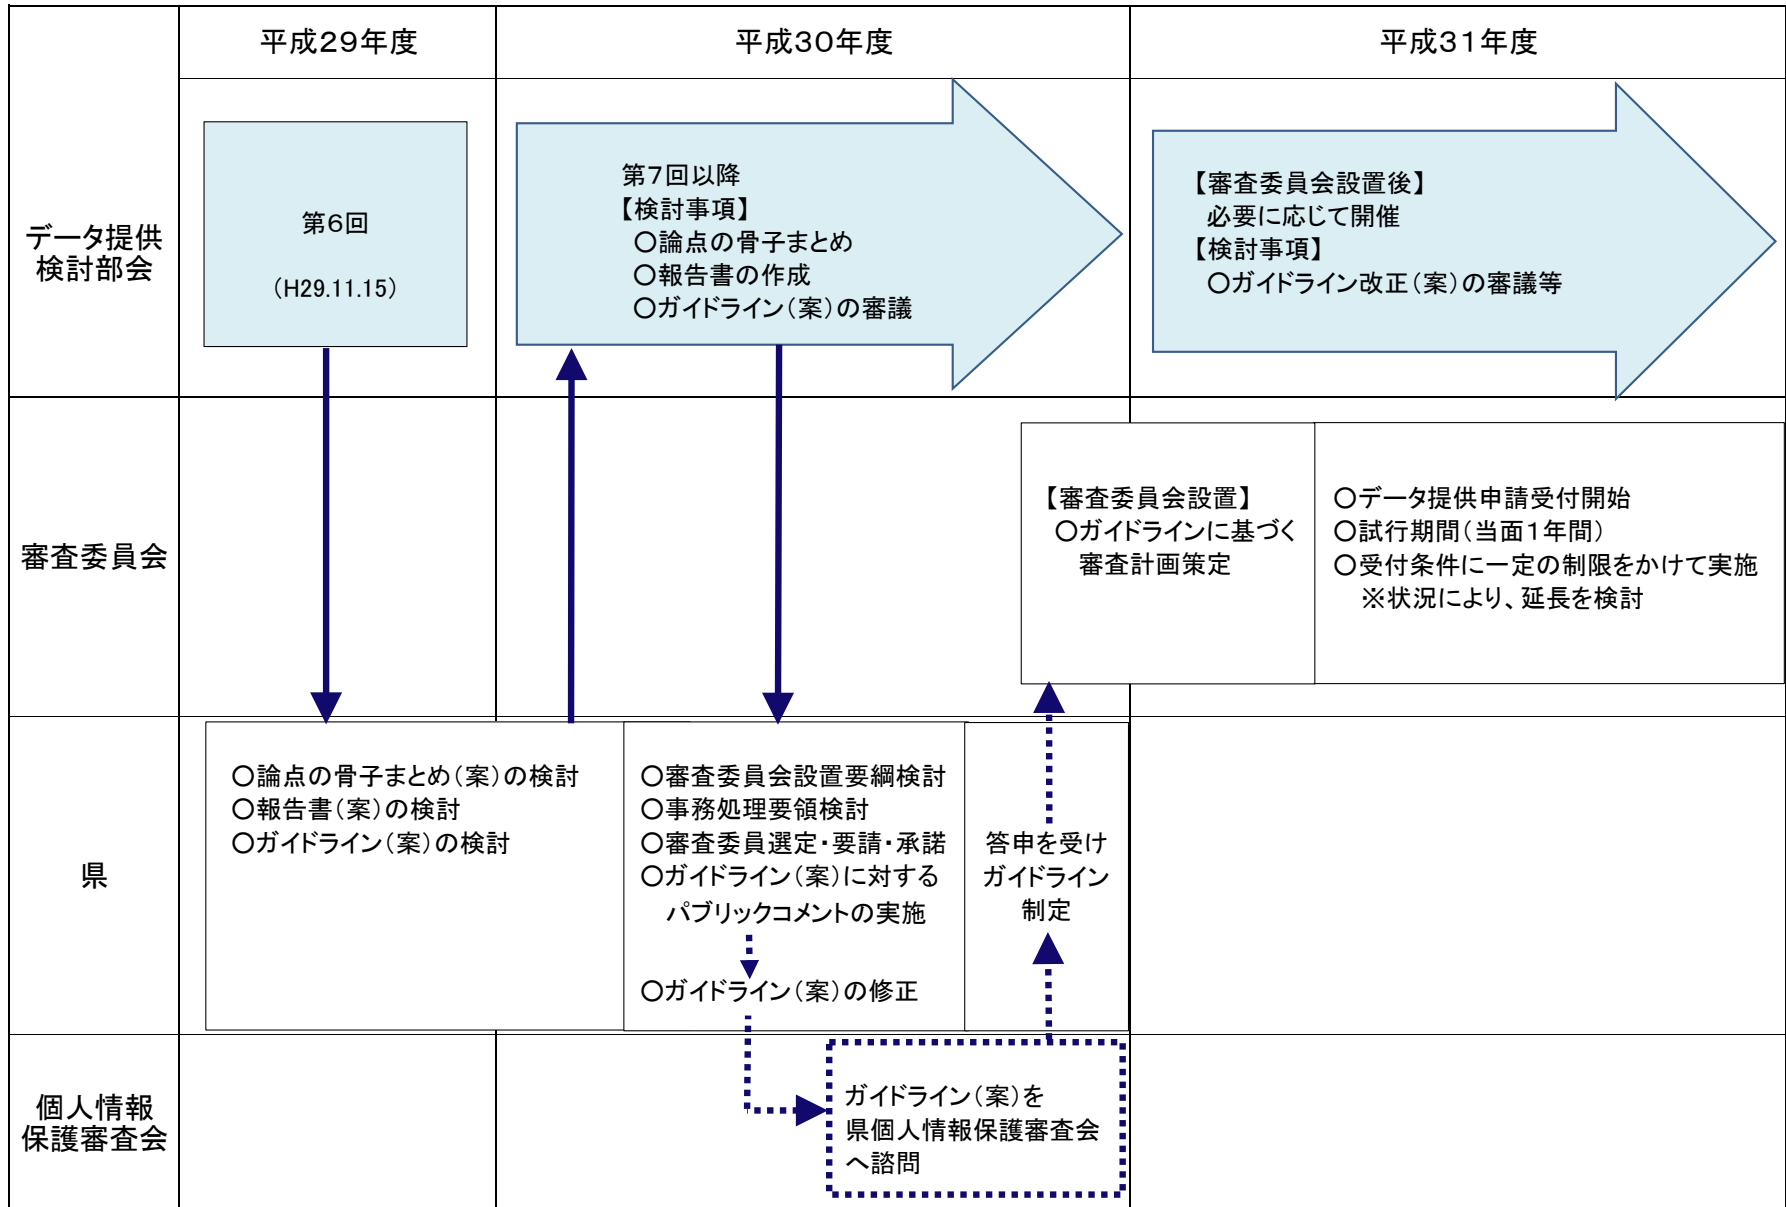 平成29年度
平成30年度
平成31年度
データ提供
検討部会
第6回
（H29.11.15）
第7回以降
【検討事項】
○論点の骨子まとめ
○報告書の作成
○ガイドライン（案）の審議
【審査委員会設置後】
必要に応じて開催
【検討事項】
○ガイドライン改正（案）の審議等
審査委員会
【審査委員会設置】
○ガイドラインに基づく
審査計画策定
○データ提供申請受付開始
○試行期間（当面1年間）
○受付条件に一定の制限をかけて実施
※状況により、延長を検討
県
○論点の骨子まとめ（案）の検討
○報告書（案）の検討
○ガイドライン（案）の検討
○審査委員会設置要綱検討
○事務処理要領検討
○審査委員選定・要請・承諾
○ガイドライン（案）に対する
パブリックコメントの実施
○ガイドライン（案）の修正
答申を受け
ガイドライン
制定
個人情報
保護審査会
ガイドライン（案）を
県個人情報保護審査会
へ諮問